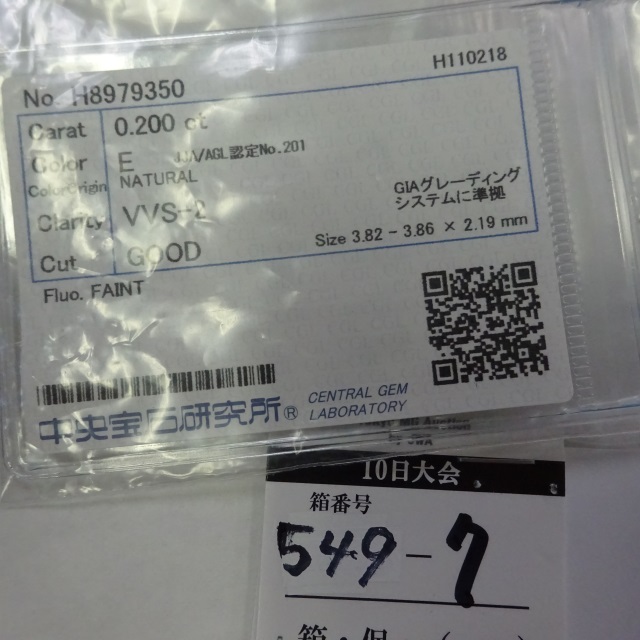 No. H8979350
H110218
Carat 0.200 ct
Color E JJA/AGL認定No.201
Color Origin NATURAL
Clarity VVS-2
GIAグレーディング
システムに準拠
Cut GOOD
Size 3.82 - 3.86 × 2.19 mm
Fluo. FAINT
中央宝石研究所® CENTRAL GEM
LABORATORY
10日大会
箱番号
549-7